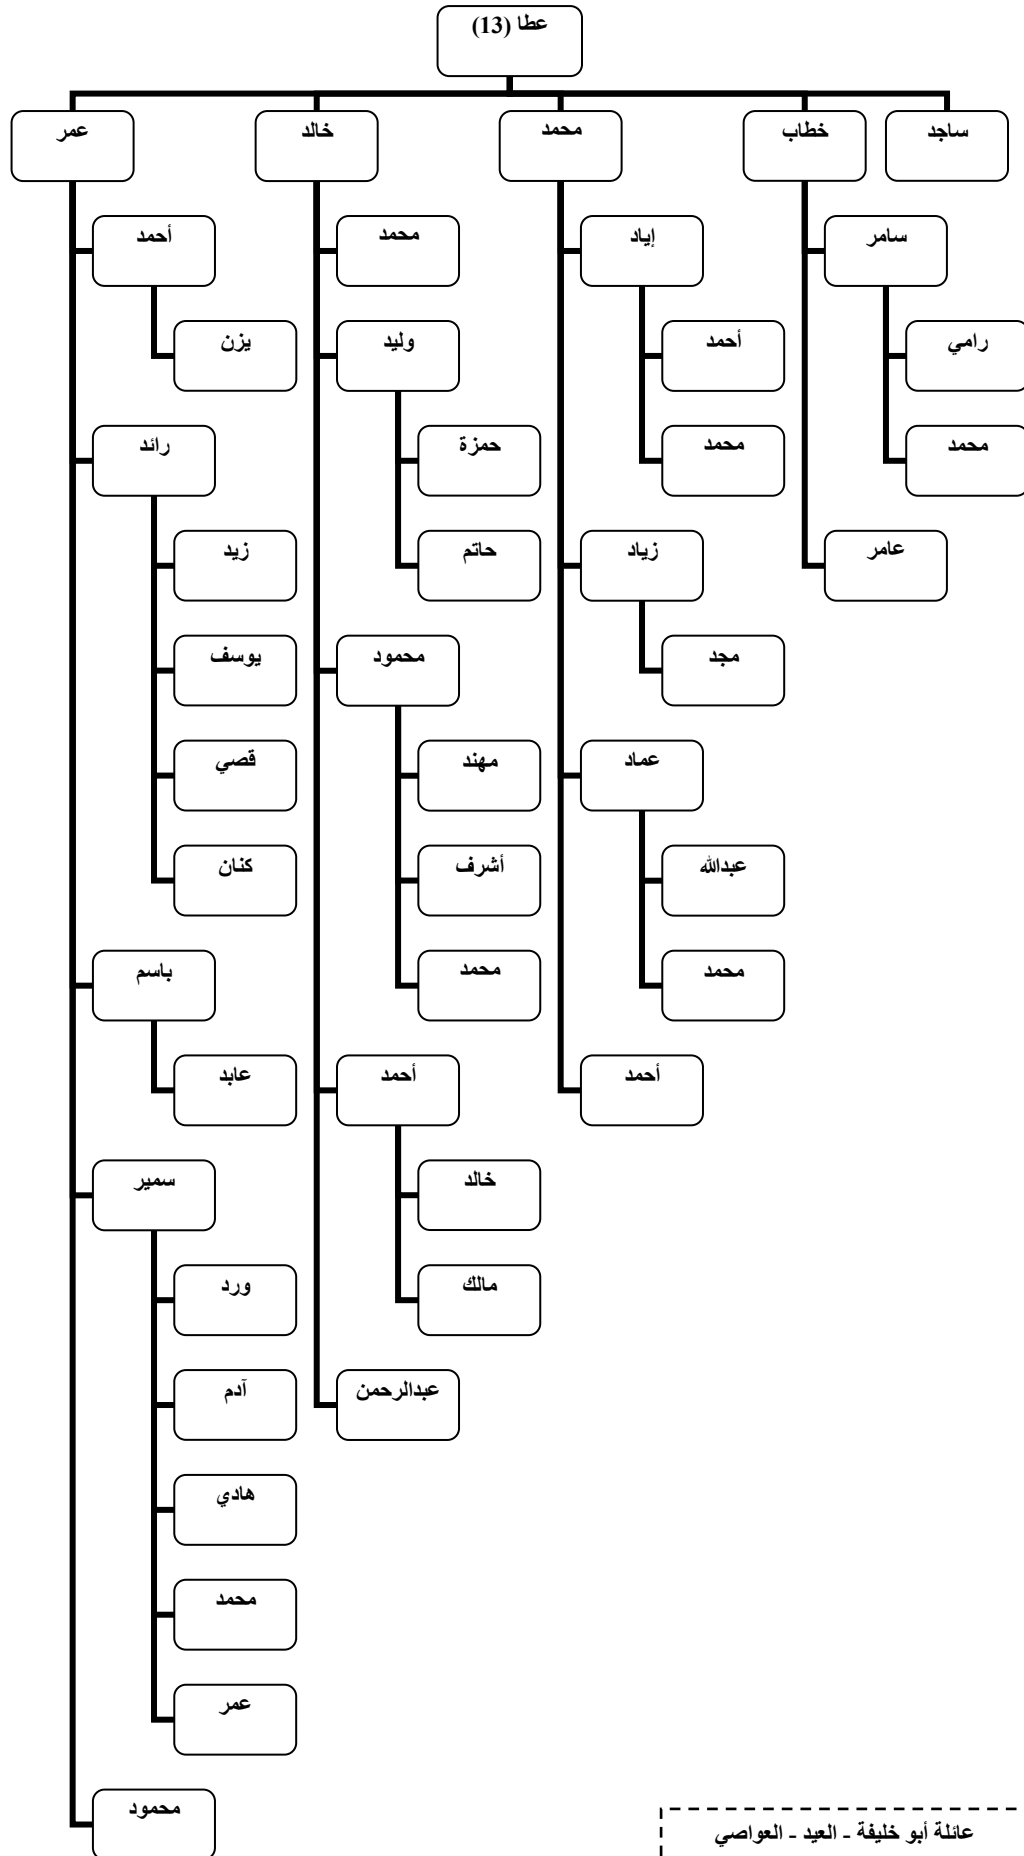 عطا (13)
ساجد
خطاب
محمد
خالد
عمر
سامر
إياد
محمد
أحمد
رامي
أحمد
وليد
يزن
محمد
محمد
حمزة
رائد
عامر
زياد
حاتم
زيد
مجد
محمود
يوسف
عماد
مهند
قصي
عبدالله
أشرف
كنان
محمد
محمد
باسم
أحمد
أحمد
عابد
خالد
سمير
مالك
ورد
عبدالرحمن
آدم
هادي
محمد
عمر
محمود
عائلة أبو خليفة - العيد - العواصي